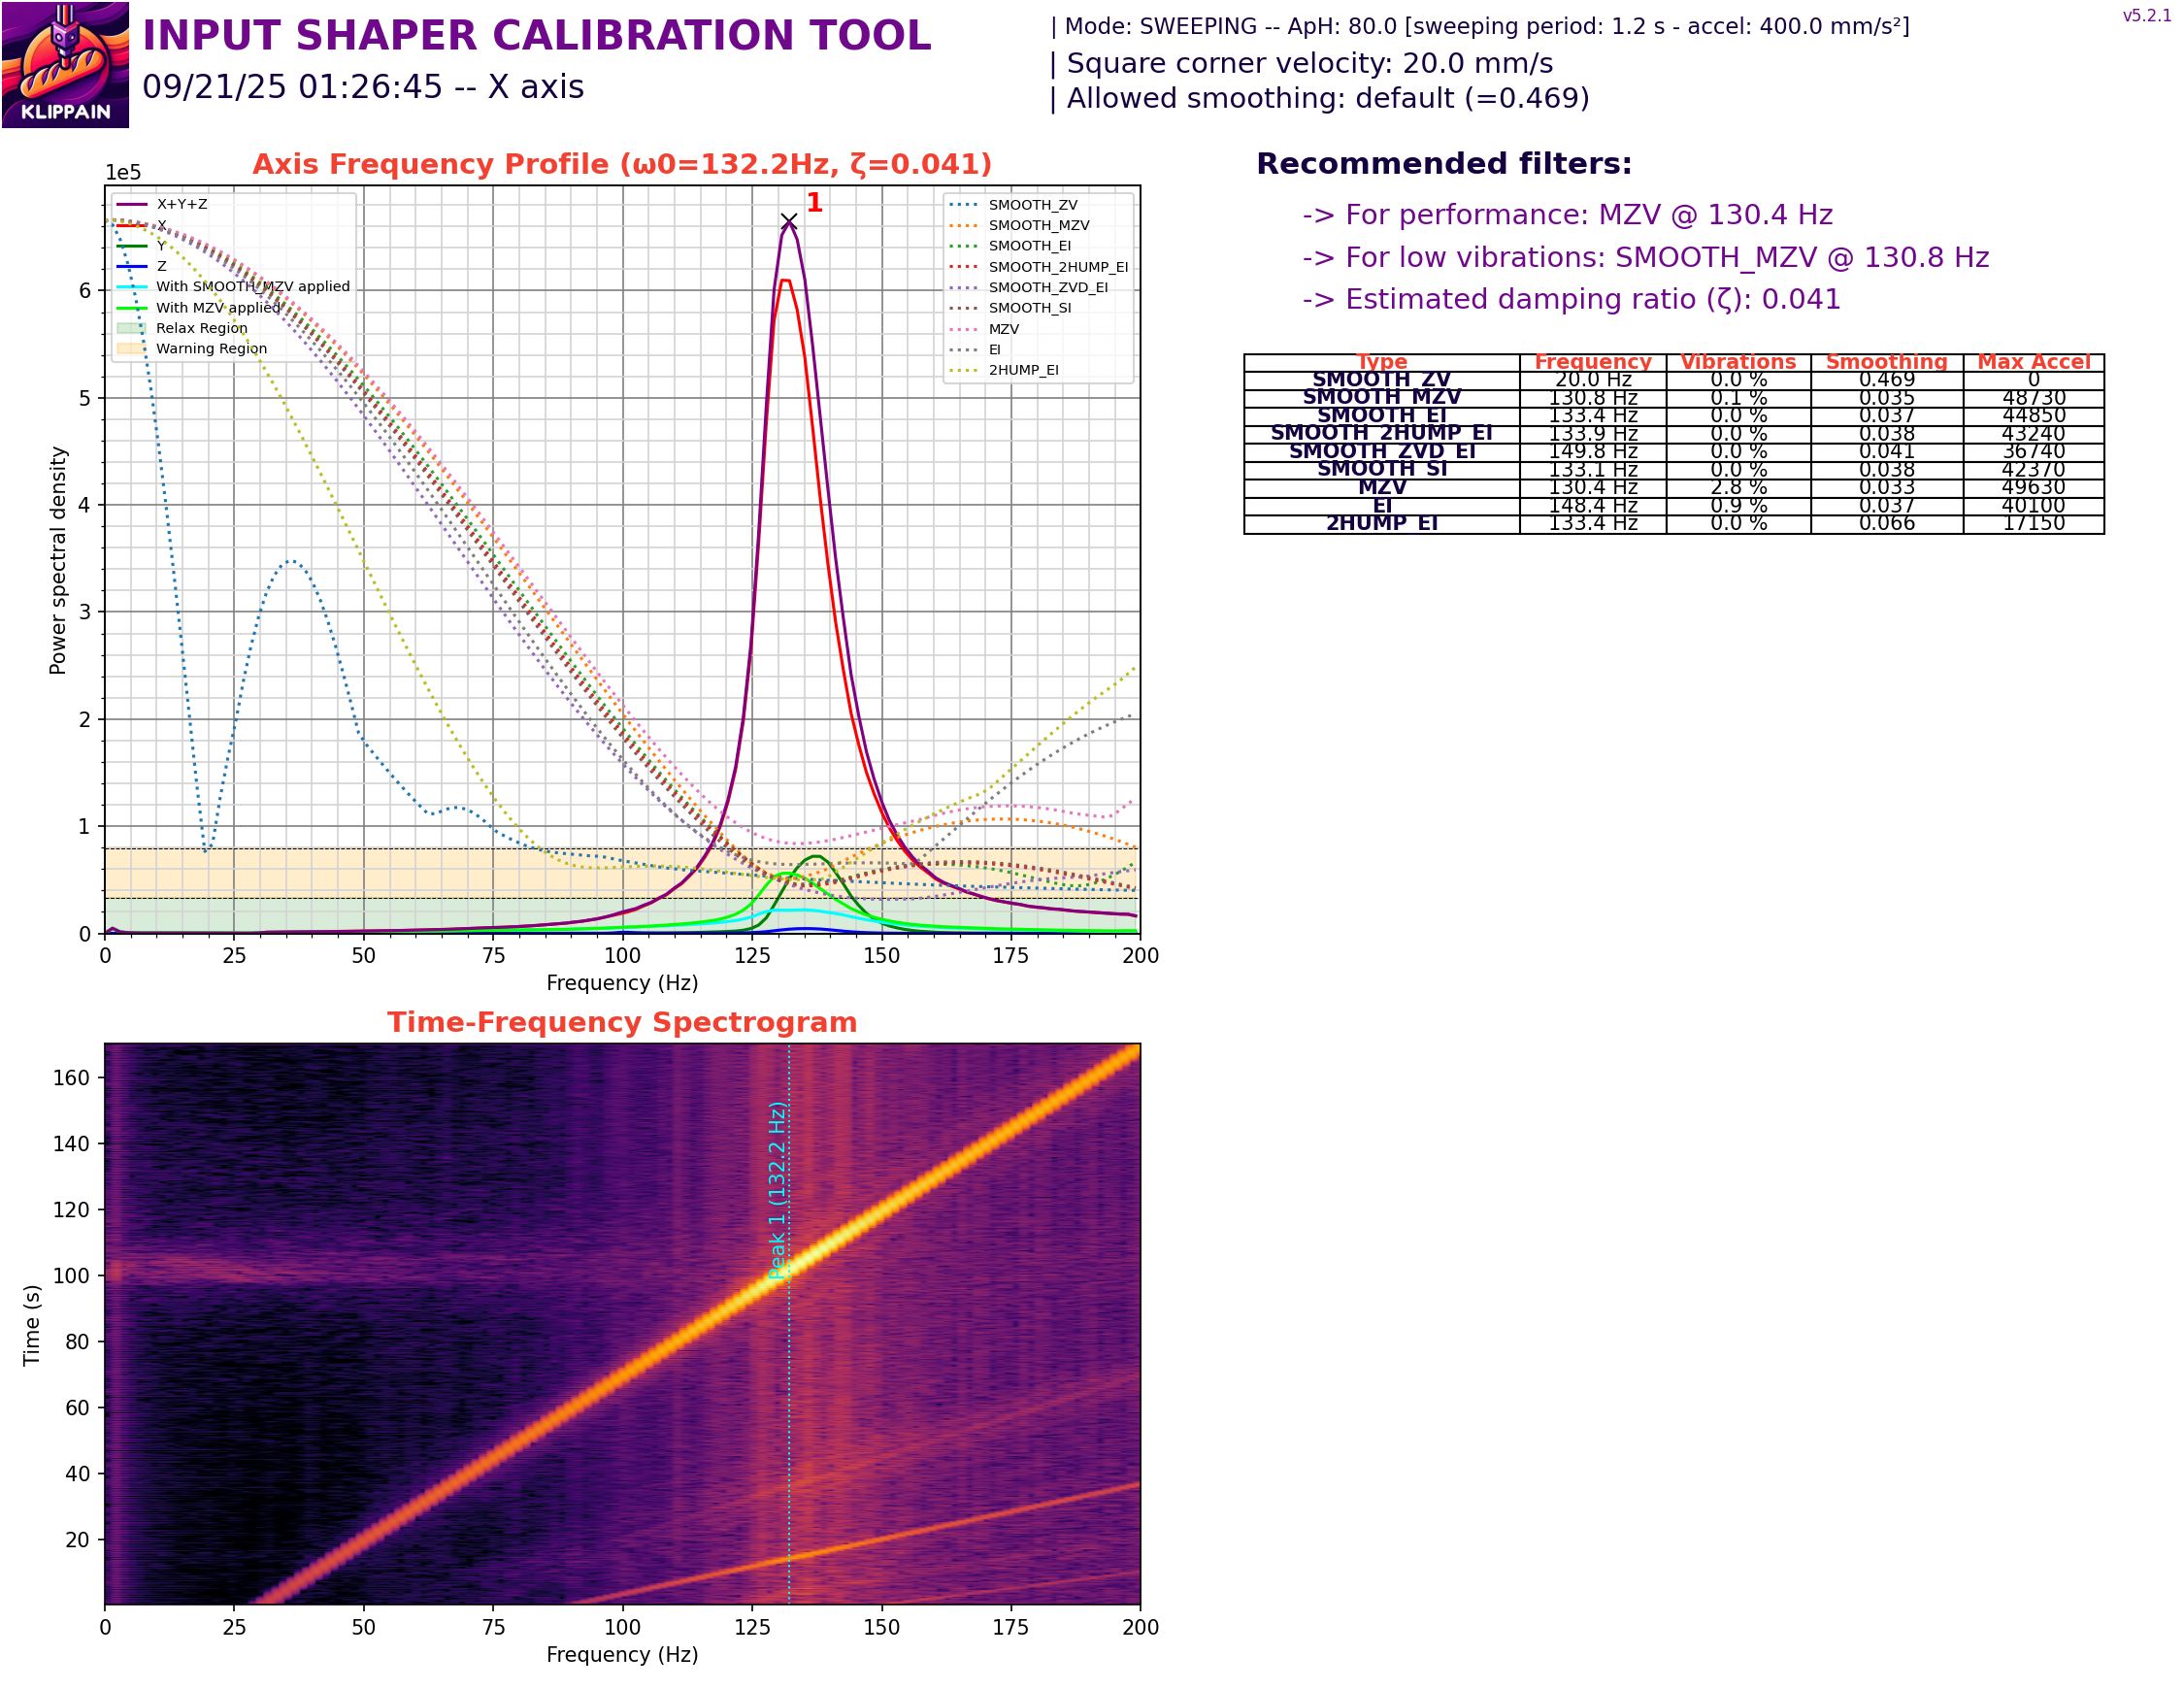 KLIPPAIN
INPUT SHAPER CALIBRATION TOOL
09/21/25 01:26:45 -- X axis
| Mode: SWEEPING -- ApH: 80.0 [sweeping period: 1.2 s - accel: 400.0 mm/s²]
| Square corner velocity: 20.0 mm/s
| Allowed smoothing: default (=0.469)
v5.2.1
Axis Frequency Profile (ω0=132.2Hz, ζ=0.041)
1e5
X+Y+Z
X
Y
Z
With SMOOTH_MZV applied
With MZV applied
Relax Region
Warning Region
1
SMOOTH_ZV
SMOOTH_MZV
SMOOTH_EI
SMOOTH_2HUMP_EI
SMOOTH_ZVD_EI
SMOOTH_SI
MZV
EI
2HUMP_EI
Power spectral density
6
5
4
3
2
1
0
0 25 50 75 100 125 150 175 200
Frequency (Hz)
Recommended filters:
-> For performance: MZV @ 130.4 Hz
-> For low vibrations: SMOOTH_MZV @ 130.8 Hz
-> Estimated damping ratio (ζ): 0.041
Type Frequency Vibrations Smoothing Max Accel
SMOOTH_ZV 20.0 Hz 0.0 % 0.469 0
SMOOTH_MZV 130.8 Hz 0.1 % 0.035 48730
SMOOTH_EI 133.4 Hz 0.0 % 0.037 44850
SMOOTH_2HUMP_EI 133.9 Hz 0.0 % 0.038 43240
SMOOTH_ZVD_EI 149.8 Hz 0.0 % 0.041 36740
SMOOTH_SI 133.1 Hz 0.0 % 0.038 42370
MZV 130.4 Hz 2.8 % 0.033 49630
EI 148.4 Hz 0.9 % 0.037 40100
2HUMP_EI 133.4 Hz 0.0 % 0.066 17150
Time-Frequency Spectrogram
Time (s)
160
140
120
100
80
60
40
20
Peak 1 (132.2 Hz)
0 25 50 75 100 125 150 175 200
Frequency (Hz)